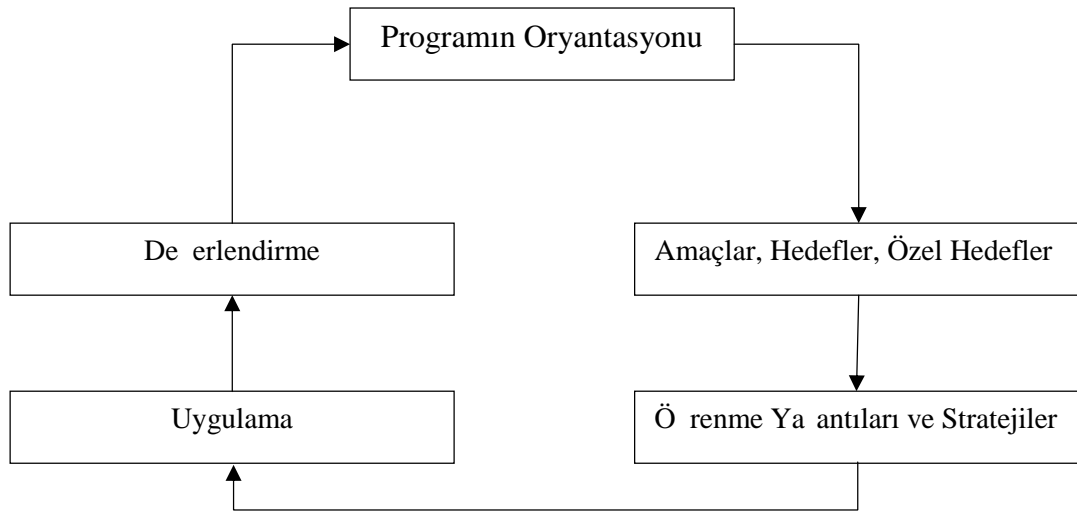 Programın Oryantasyonu
De erlendirme
Amaçlar, Hedefler, Özel Hedefler
Uygulama
Ö renme Ya antıları ve Stratejiler